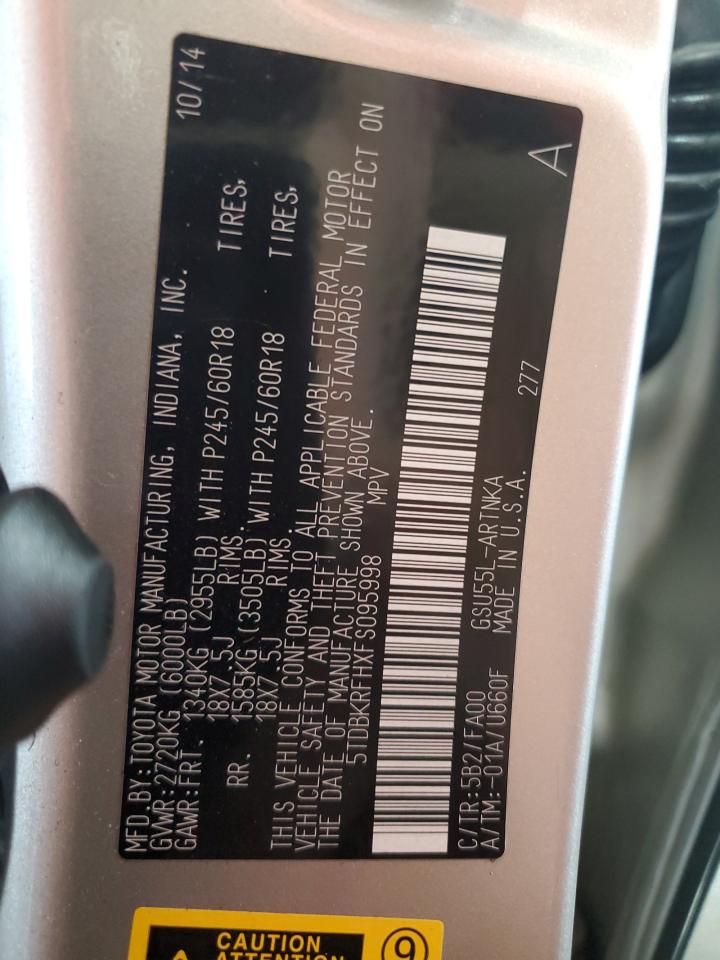 MFD.BY:TOYOTA MOTOR MANUFACTURING, INDIANA, INC. 10/14
GVWR:2720KG (6000LB)
GAWR:FRT. 1340KG (2955LB) WITH P245/60R18 TIRES,
18X7.5J RIMS.
RR. 1585KG (3505LB) WITH P245/60R18 TIRES,
18X7.5J RIMS.
THIS VEHICLE CONFORMS TO ALL APPLICABLE FEDERAL MOTOR
VEHICLE SAFETY AND THEFT PREVENTION STANDARDS IN EFFECT ON
THE DATE OF MANUFACTURE SHOWN ABOVE.
5TDBKRFHXFS095998 MPV
C/TR:5B2/FA00 GSU55L-ARTNKA 277 A
A/TM:-01A/U660F MADE IN U.S.A.
CAUTION 9
ATTENTION